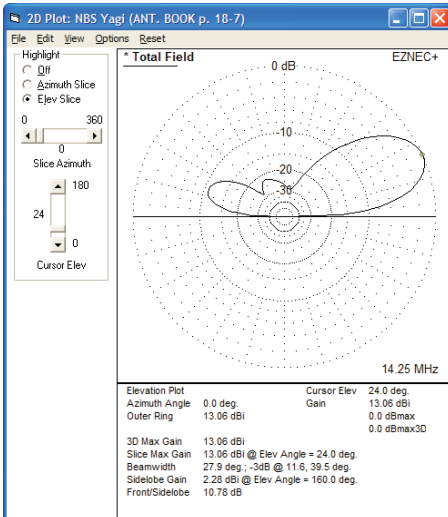 2D Plot: NBS Yagi (ANT. BOOK p. 18-7)
File Edit View Options Reset
Highlight
Off
Azimuth Slice
Elev Slice
0 360
0
Slice Azimuth
180
24
0
Cursor Elev
* Total Field
EZNEC+
0 dB
-10
-20
-30
14.25 MHz
Elevation Plot Cursor Elev 24.0 deg.
Azimuth Angle 0.0 deg. Gain 13.06 dBi
Outer Ring 13.06 dBi 0.0 dBmax
0.0 dBmax3D
3D Max Gain 13.06 dBi
Slice Max Gain 13.06 dBi @ Elev Angle = 24.0 deg.
Beamwidth 27.9 deg.; -3dB @ 11.6, 39.5 deg.
Sidelobe Gain 2.28 dBi @ Elev Angle = 160.0 deg.
Front/Sidelobe 10.78 dB